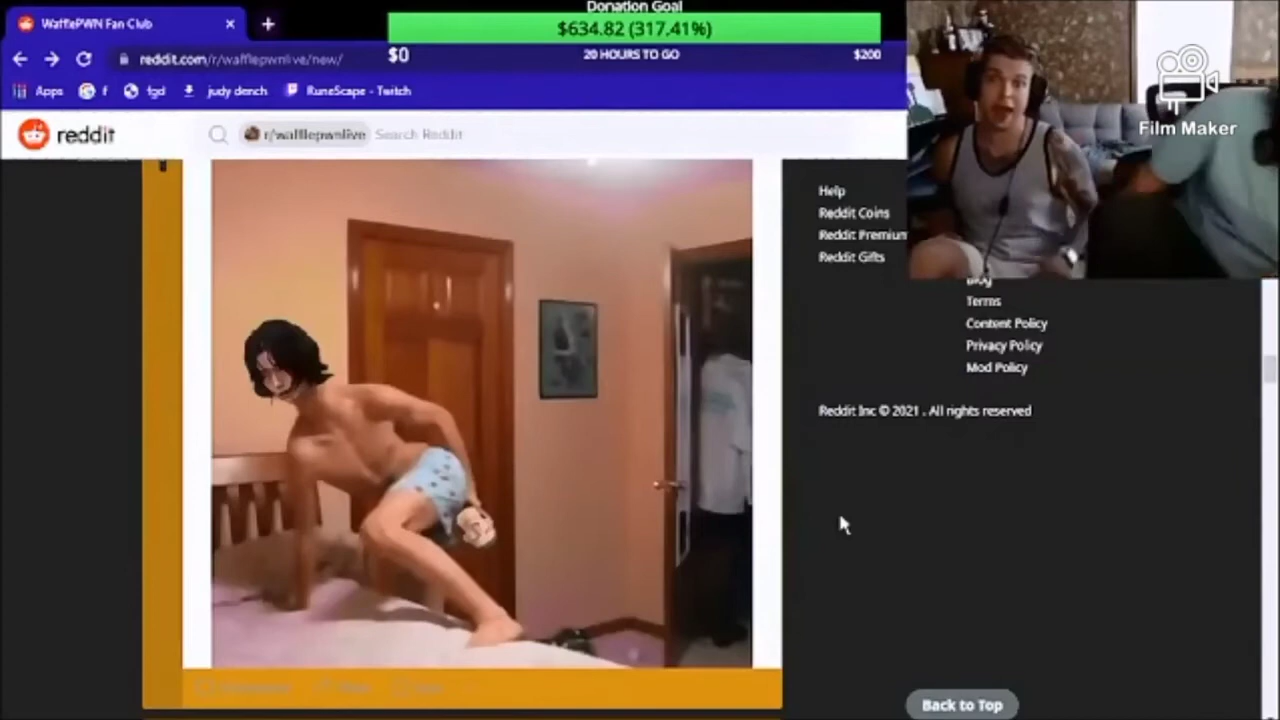 Donation Goal
WafflePWN Fan Club
$634.82 (317.41%)
reddit.com/r/wafflepwnlive/new/
$0
20 HOURS TO GO
$200
Apps
f
fgd
judy dench
RuneScape - Twitch
reddit
r/wafflepwnlive
Search Reddit
Film Maker
Help
Reddit Coins
Reddit Premium
Reddit Gifts
Blog
Terms
Content Policy
Privacy Policy
Mod Policy
Reddit Inc © 2021 . All rights reserved
Back to Top